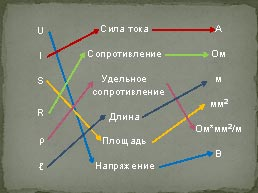 U
Сила тока
А
I
Сопротивление
Ом
S
Удельное
сопротивление
м
R
Длина
мм²
ρ
Площадь
Ом*мм²/м
ℓ
Напряжение
В